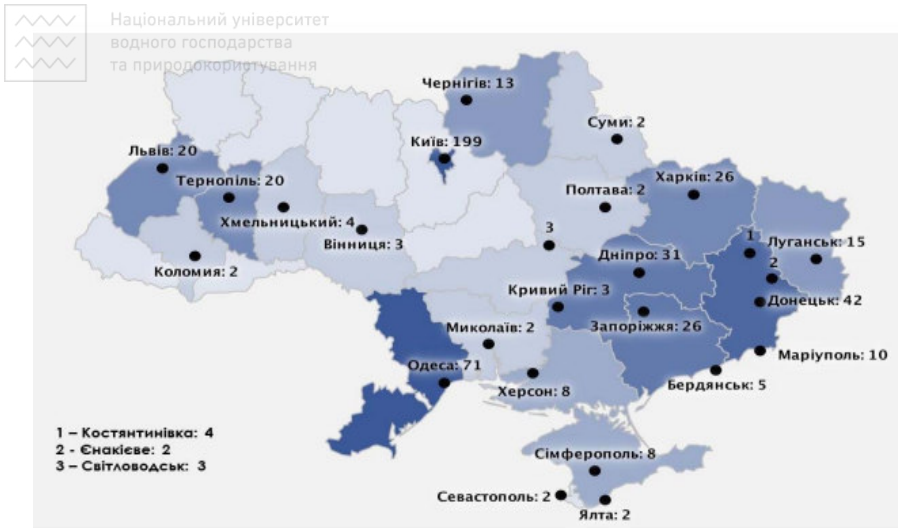 Національний університет
водного господарства
та природокористування
Чернігів: 13
Суми: 2
Київ: 199
Львів: 20
Тернопіль: 20
Харків: 26
Полтава: 2
Хмельницький: 4
Вінниця: 3
3
1
Луганськ: 15
Дніпро: 31
2
Коломия: 2
Кривий Ріг: 3
Донецьк: 42
Миколаїв: 2
Запоріжжя: 26
Маріуполь: 10
Одеса: 71
Херсон: 8
Бердянськ: 5
1 – Костянтинівка: 4
2 - Єнакієве: 2
3 – Світловодськ: 3
Сімферополь: 8
Севастополь: 2
Ялта: 2